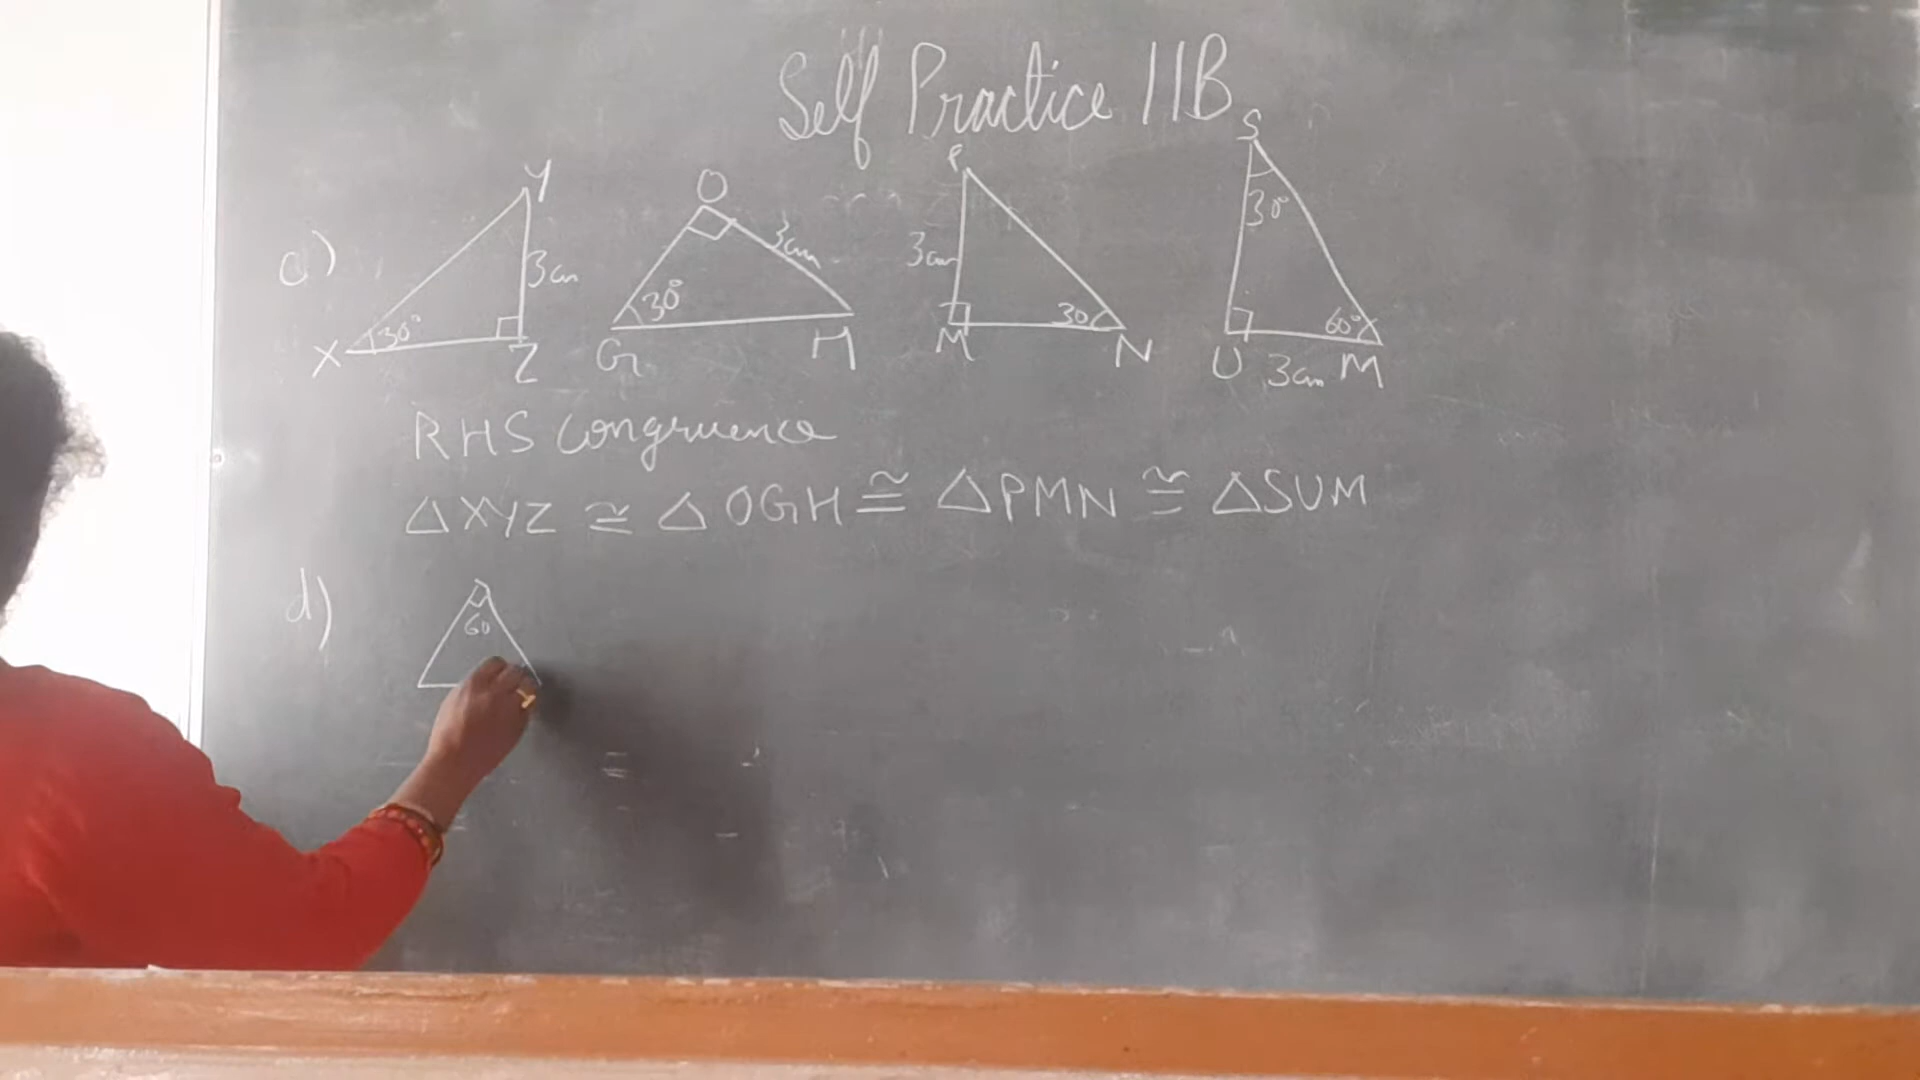 Self Practice 11B
c)
Y
3cm
X 30° Z
O
3cm
30°
G H
P
3cm
30
M N
S
30°
60°
U 3cm M
RHS Congruence
△XYZ ≅ △OGH ≅ △PMN ≅ △SUM
d)
60